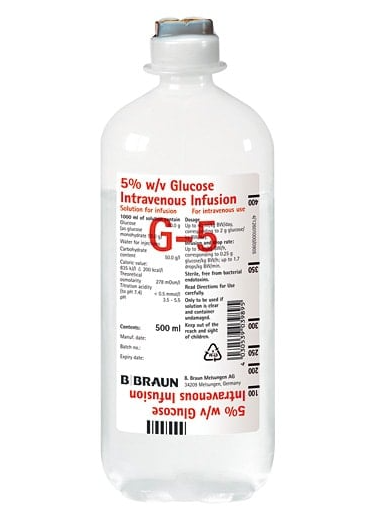 5% w/v Glucose
Intravenous Infusion
Solution for infusion For intravenous use
G-5
1000 ml of solution contain
Glucose
(as glucose
monohydrate
Water for injection
Carbohydrate
content 50.0 g/l
Caloric value:
835 kJ/l 200 kcal/l
Theoretical
osmolarity 278 mOsm/l
Titration acidity
(to pH 7.4) < 0.5 mmol/l
pH 3.5 - 5.5
Contents: 500 ml
Manuf. date:
Batch no.:
Expiry date:
Dosage
Up to BW/day,
corresponding to 2 g glucose/
Infusion and drop rate:
Up to BW/h,
corresponding to 0.25 g
glucose/kg BW/h; up to 1.7
drops/kg BW/min.
Sterile, free from bacterial
endotoxins.
Read Directions for Use
carefully.
Only to be used if
solution is clear
and container
undamaged.
Keep out of the
reach and sight
of children.
4 030539 039895
400
350
300
250
200
100
B|BRAUN
B. Braun Melsungen AG
34209 Melsungen, Germany
5% w/v Glucose
Intravenous Infusion